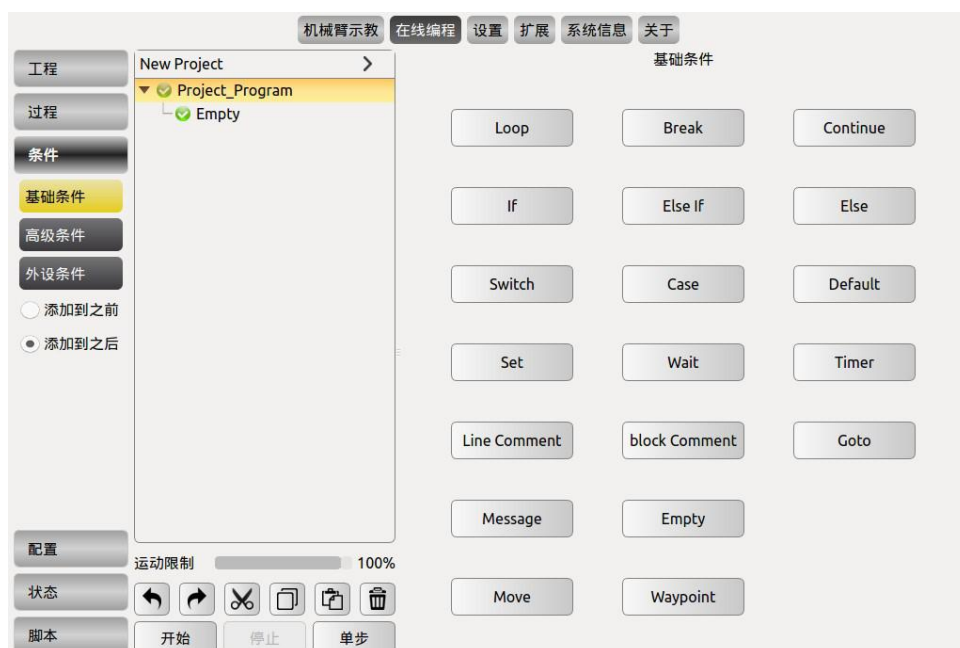 机械臂示教 在线编程 设置 扩展 系统信息 关于
工程
过程
条件
基础条件
高级条件
外设条件
添加到之前
添加到之后
配置
状态
脚本
New Project
Project_Program
Empty
运动限制 100%
开始 停止 单步
基础条件
Loop Break Continue
If Else If Else
Switch Case Default
Set Wait Timer
Line Comment block Comment Goto
Message Empty
Move Waypoint